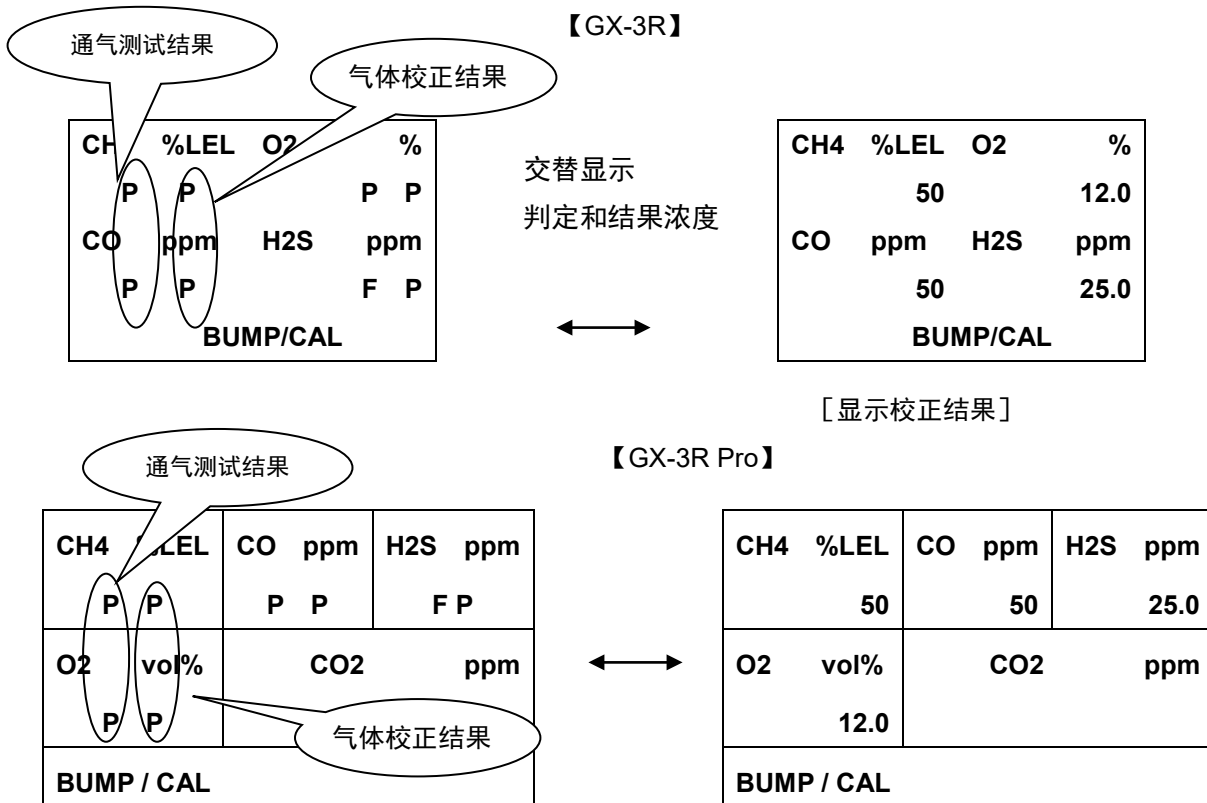 【GX-3R】
通气测试结果
气体校正结果
CH %LEL O2 %
P P P P
CO ppm H2S ppm
P P F P
BUMP/CAL
交替显示
判定和结果浓度
CH4 %LEL O2 %
50 12.0
CO ppm H2S ppm
50 25.0
BUMP/CAL
［显示校正结果］
【GX-3R Pro】
通气测试结果
CH4 %LEL CO ppm H2S ppm
P P P P F P
O2 vol% CO2 ppm
P P
气体校正结果
BUMP / CAL
CH4 %LEL CO ppm H2S ppm
50 50 25.0
O2 vol% CO2 ppm
12.0
BUMP / CAL